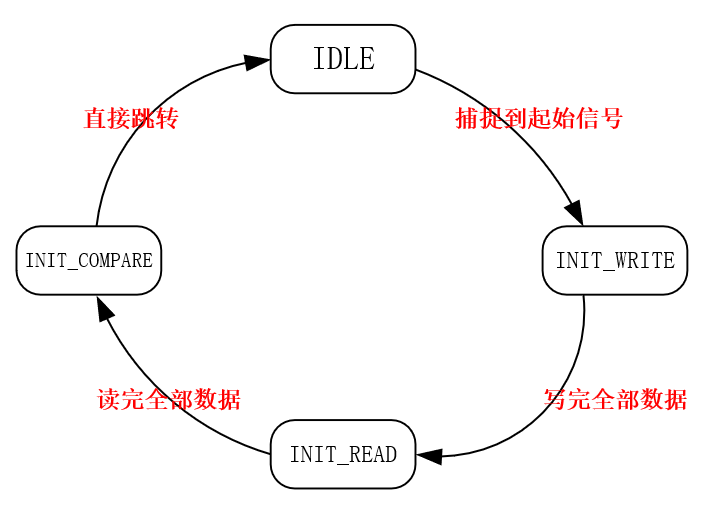 IDLE
直接跳转
捕捉到起始信号
INIT_COMPARE
INIT_WRITE
读完全部数据
写完全部数据
INIT_READ